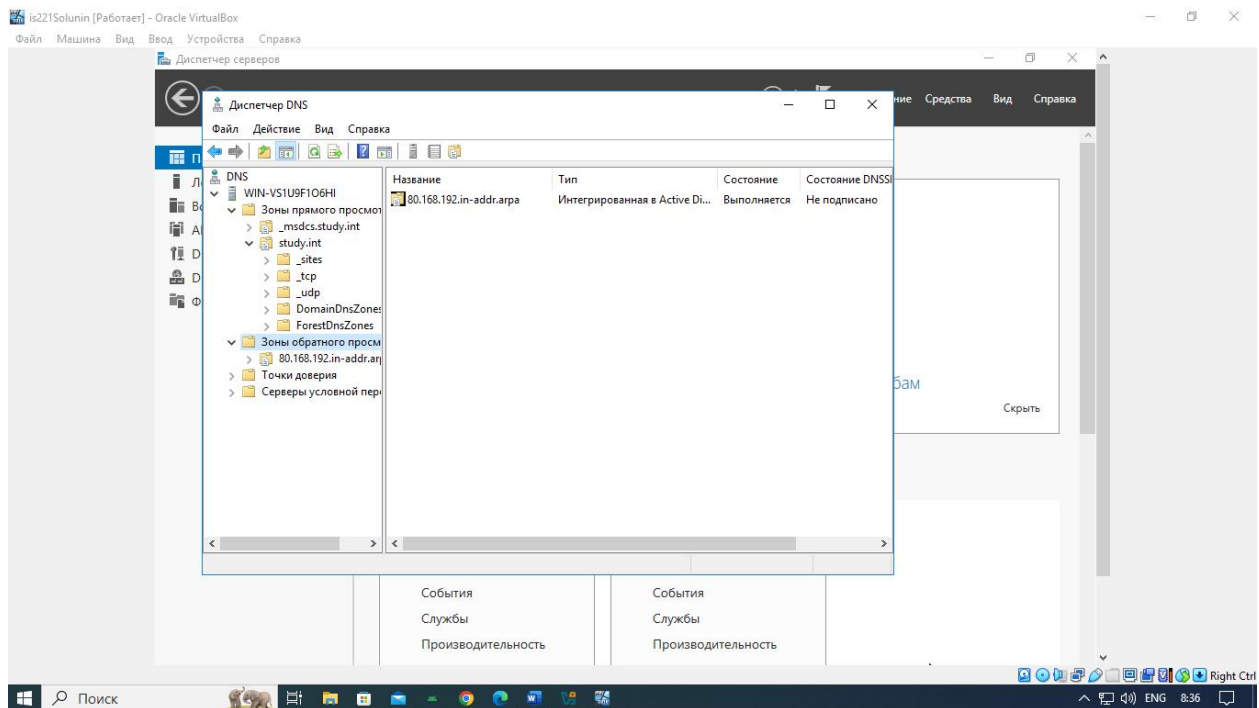 is221Solunin [Работает] - Oracle VirtualBox
Файл Машина Вид Ввод Устройства Справка
Диспетчер серверов
Средства Вид Справка
Диспетчер DNS
Файл Действие Вид Справка
DNS
WIN-VS1U9F1O6HI
Зоны прямого просмот
_msdcs.study.int
study.int
_sites
_tcp
_udp
DomainDnsZones
ForestDnsZones
Зоны обратного просм
80.168.192.in-addr.arp
Точки доверия
Серверы условной пер
Название Тип Состояние Состояние DNSSE
80.168.192.in-addr.arpa Интегрированная в Active Di... Выполняется Не подписано
бам
Скрыть
События События
Службы Службы
Производительность Производительность
Right Ctrl
Поиск
ENG 8:36